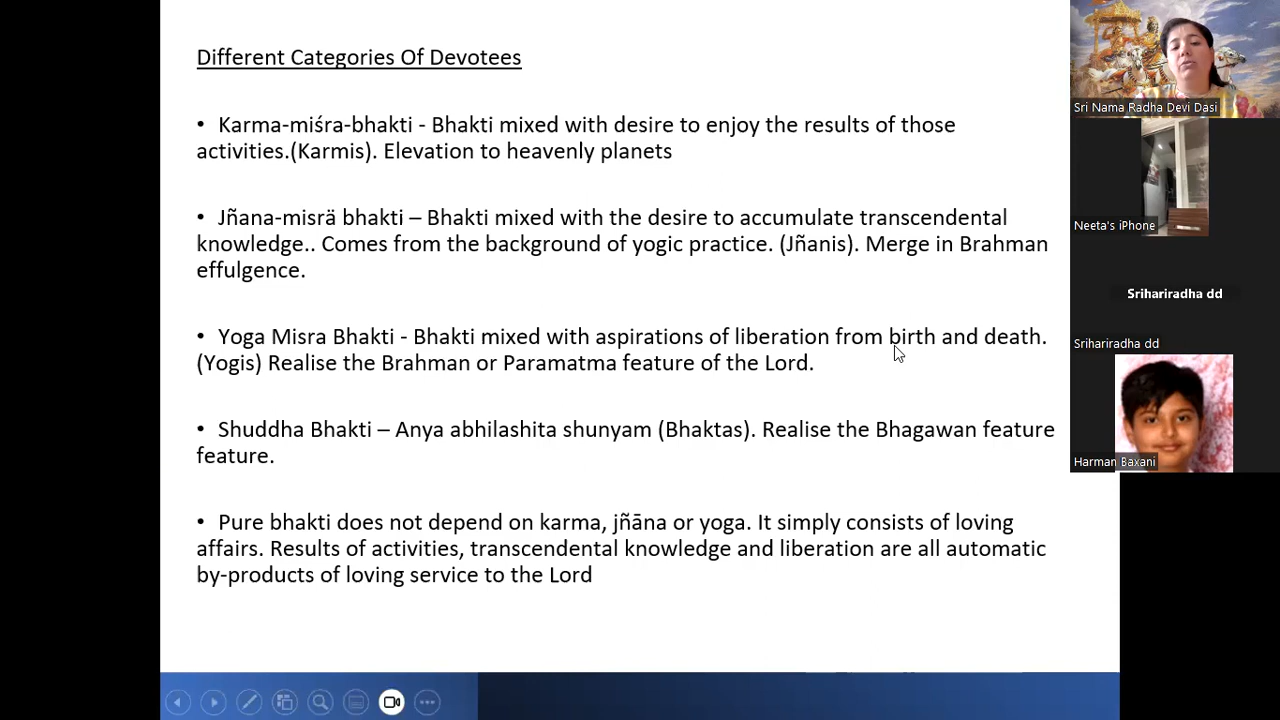 Different Categories Of Devotees
• Karma-miśra-bhakti - Bhakti mixed with desire to enjoy the results of those
activities.(Karmis). Elevation to heavenly planets
• Jñana-misrä bhakti – Bhakti mixed with the desire to accumulate transcendental
knowledge.. Comes from the background of yogic practice. (Jñanis). Merge in Brahman
effulgence.
• Yoga Misra Bhakti - Bhakti mixed with aspirations of liberation from birth and death.
(Yogis) Realise the Brahman or Paramatma feature of the Lord.
• Shuddha Bhakti – Anya abhilashita shunyam (Bhaktas). Realise the Bhagawan feature
feature.
• Pure bhakti does not depend on karma, jñāna or yoga. It simply consists of loving
affairs. Results of activities, transcendental knowledge and liberation are all automatic
by-products of loving service to the Lord
Sri Nama Radha Devi Dasi
Neeta's iPhone
Srihariradha dd
Srihariradha dd
Harman Baxani